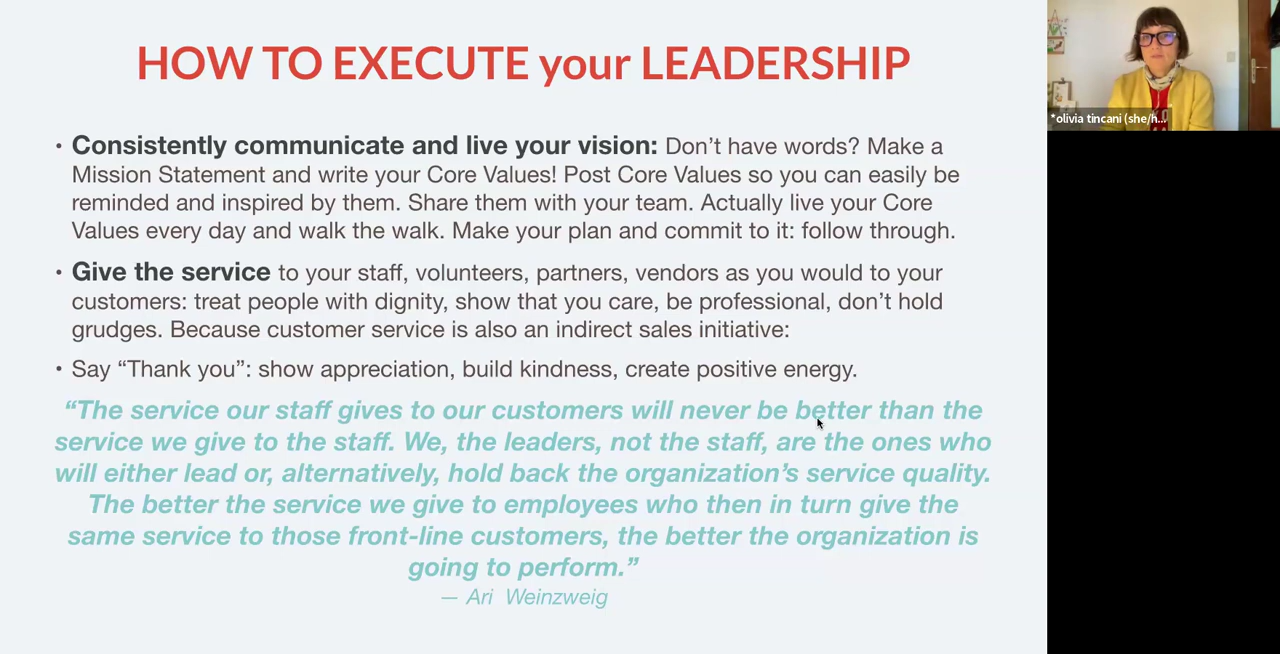 HOW TO EXECUTE your LEADERSHIP
• Consistently communicate and live your vision: Don’t have words? Make a
Mission Statement and write your Core Values! Post Core Values so you can easily be
reminded and inspired by them. Share them with your team. Actually live your Core
Values every day and walk the walk. Make your plan and commit to it: follow through.
• Give the service to your staff, volunteers, partners, vendors as you would to your
customers: treat people with dignity, show that you care, be professional, don’t hold
grudges. Because customer service is also an indirect sales initiative:
• Say “Thank you”: show appreciation, build kindness, create positive energy.
“The service our staff gives to our customers will never be better than the
service we give to the staff. We, the leaders, not the staff, are the ones who
will either lead or, alternatively, hold back the organization’s service quality.
The better the service we give to employees who then in turn give the
same service to those front-line customers, the better the organization is
going to perform.”
— Ari Weinzweig
*olivia tincani (she/h...